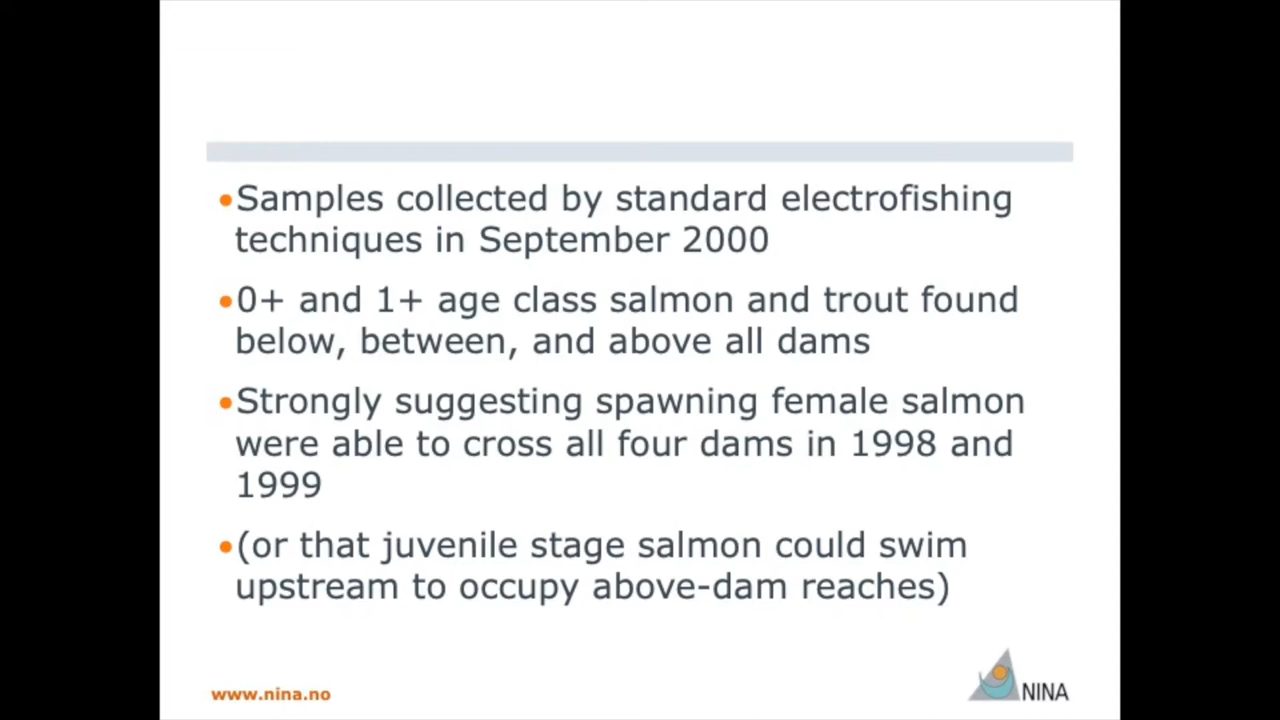 •Samples collected by standard electrofishing
techniques in September 2000
•0+ and 1+ age class salmon and trout found
below, between, and above all dams
•Strongly suggesting spawning female salmon
were able to cross all four dams in 1998 and
1999
•(or that juvenile stage salmon could swim
upstream to occupy above-dam reaches)
www.nina.no
NINA